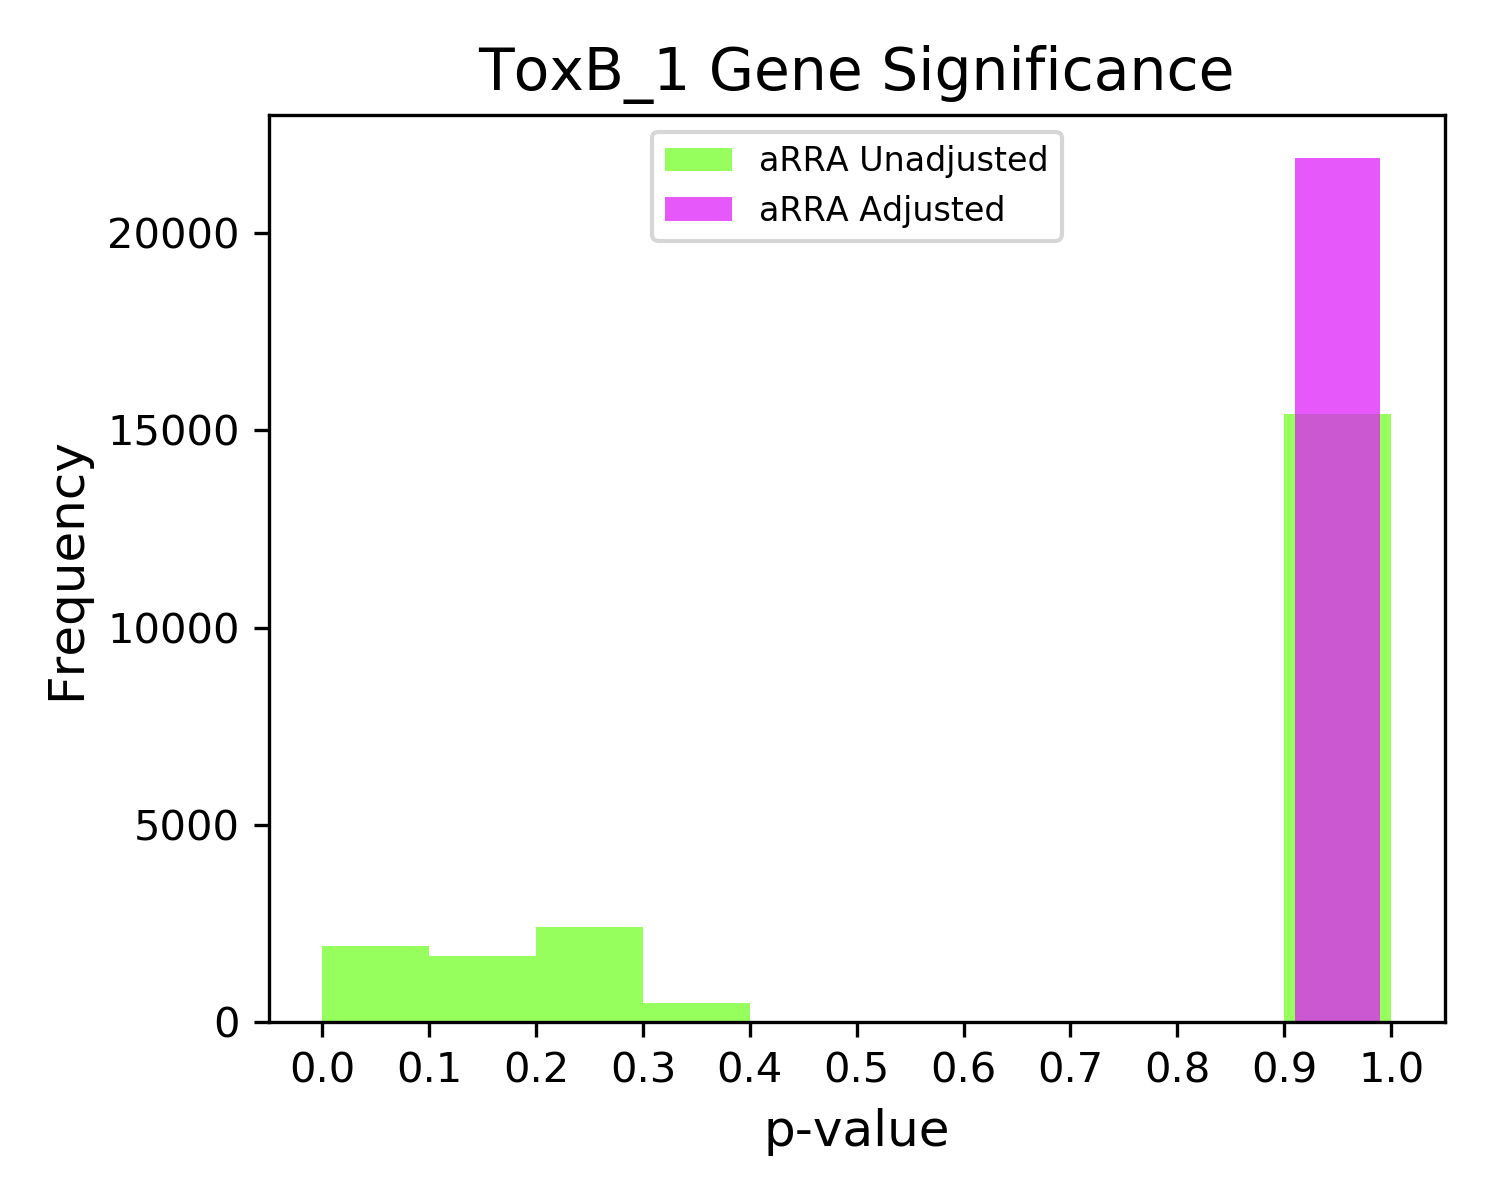 ToxB_1 Gene Significance
aRRA Unadjusted
aRRA Adjusted
20000
15000
10000
5000
0
Frequency
0.0 0.1 0.2 0.3 0.4 0.5 0.6 0.7 0.8 0.9 1.0
p-value